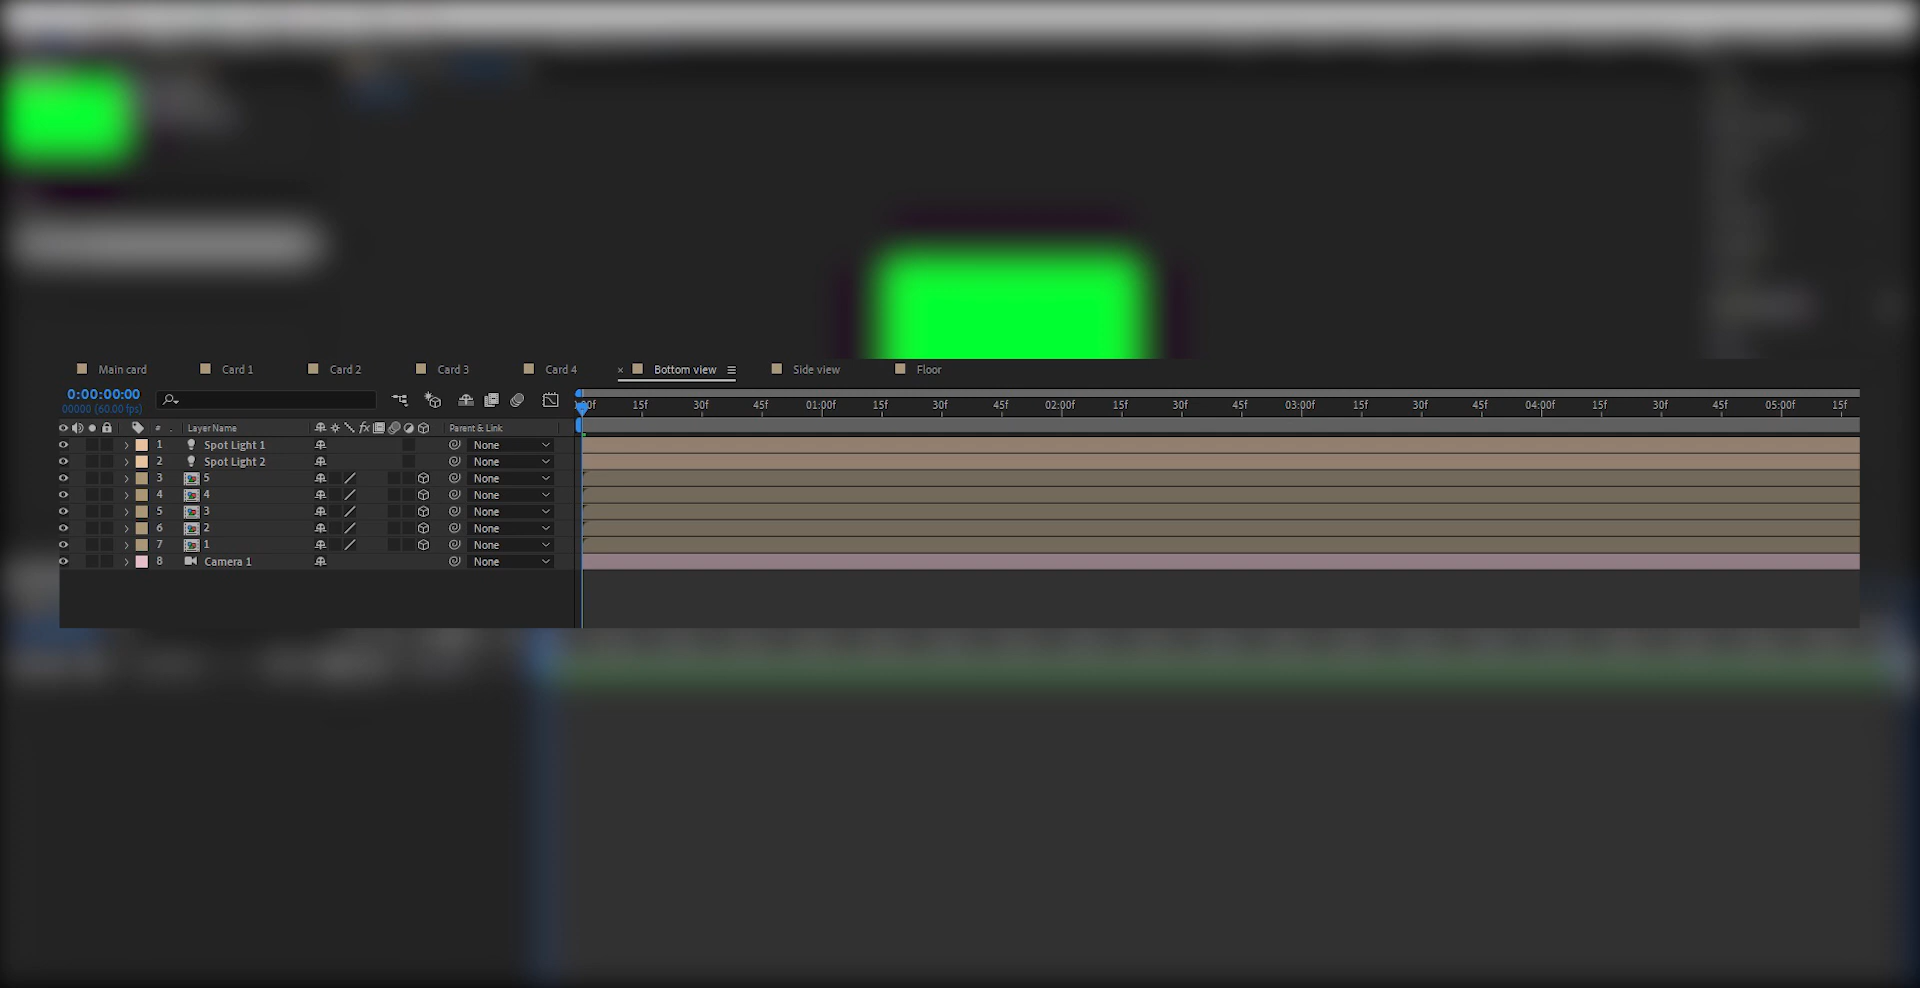 Main card Card 1 Card 2 Card 3 Card 4 × Bottom view Side view Floor
0:00:00:00
00000 (60.00 fps)
15f 30f 45f 01:00f 15f 30f 45f 02:00f 15f 30f 45f 03:00f 15f 30f 45f 04:00f 15f 30f 45f 05:00f 15f
# . Layer Name fx Parent & Link
1 Spot Light 1 None
2 Spot Light 2 None
3 5 None
4 4 None
5 3 None
6 2 None
7 1 None
8 Camera 1 None